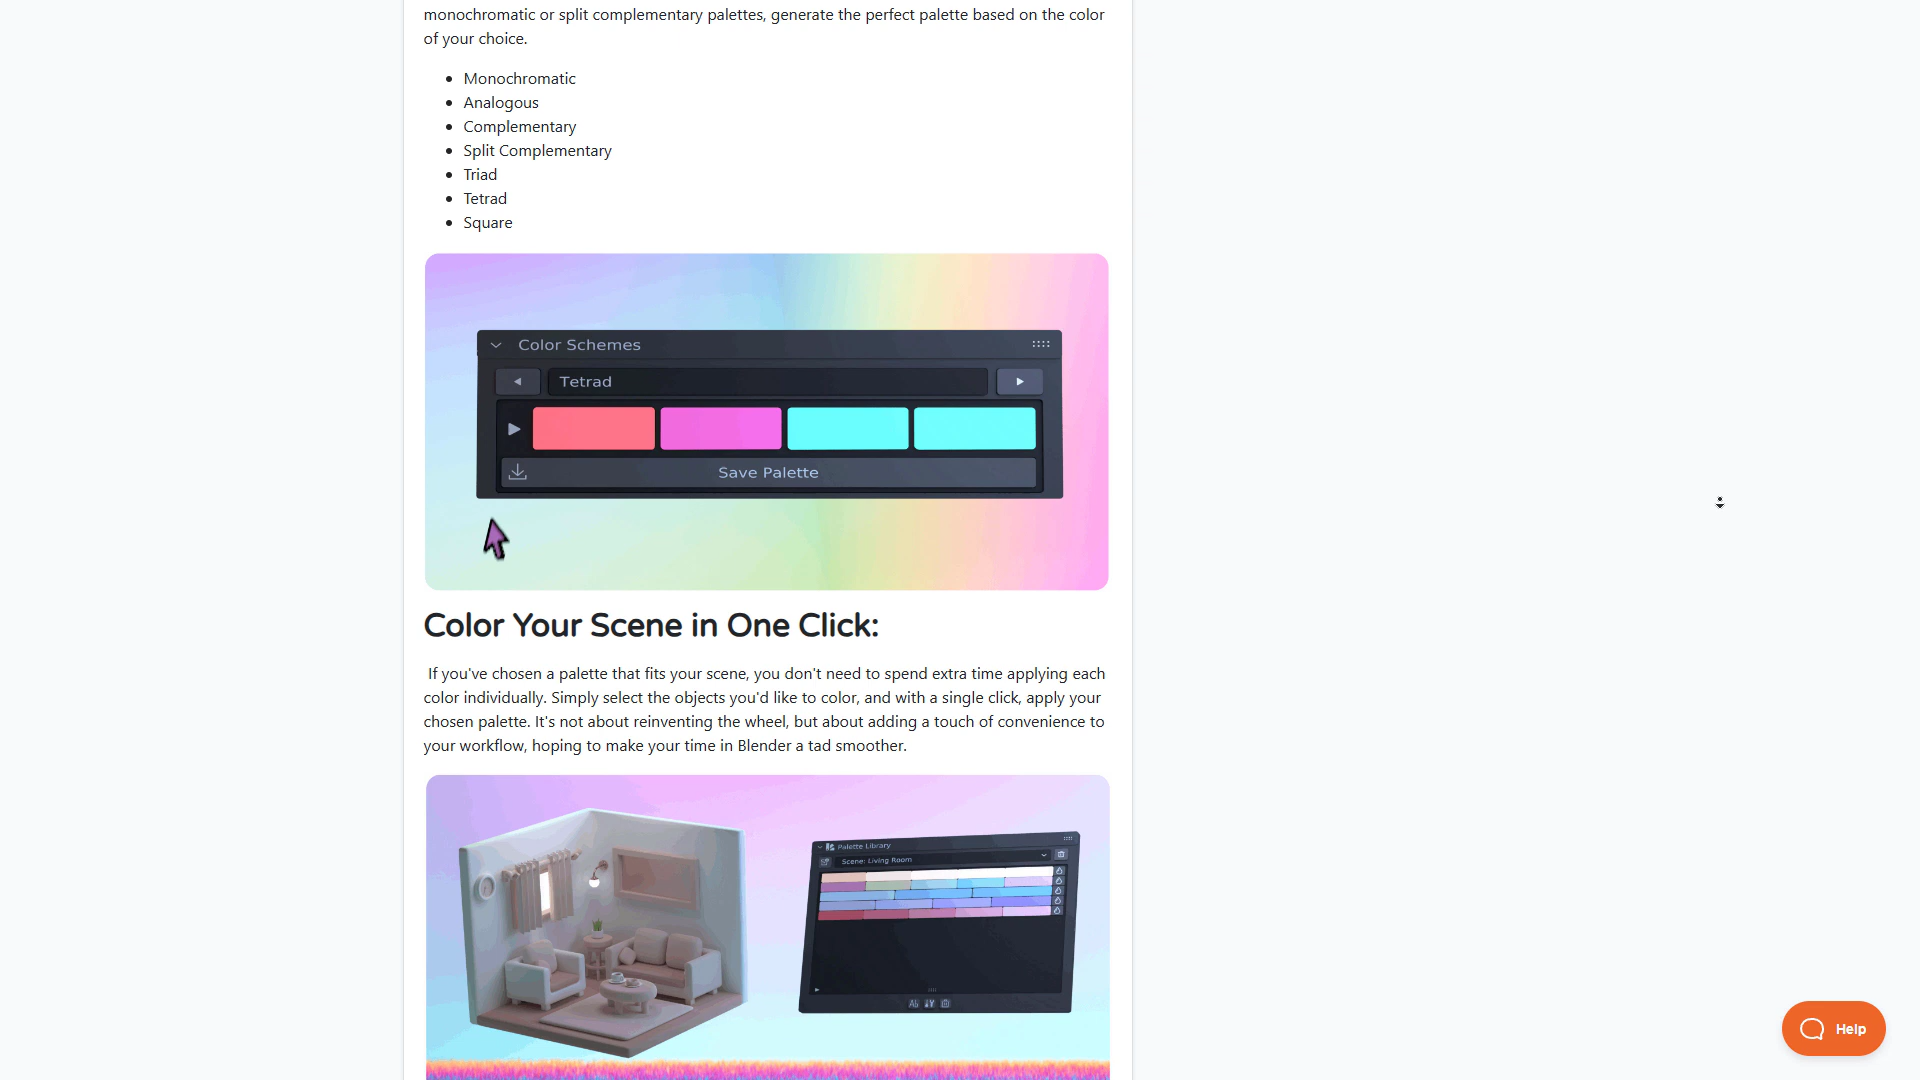 monochromatic or split complementary palettes, generate the perfect palette based on the color
of your choice.
Monochromatic
Analogous
Complementary
Split Complementary
Triad
Tetrad
Square
Color Schemes
Tetrad
Save Palette
Color Your Scene in One Click:
If you've chosen a palette that fits your scene, you don't need to spend extra time applying each
color individually. Simply select the objects you'd like to color, and with a single click, apply your
chosen palette. It's not about reinventing the wheel, but about adding a touch of convenience to
your workflow, hoping to make your time in Blender a tad smoother.
Palette Library
Scene: Living Room
Help